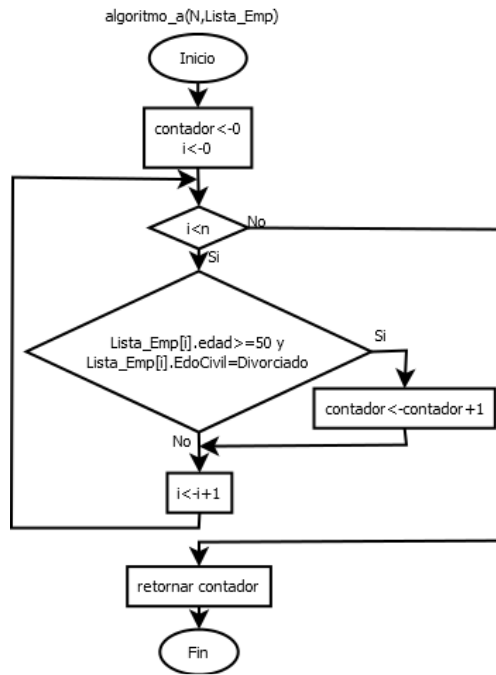 algoritmo_a(N,Lista_Emp)
Inicio
contador<-0
i<-0
i<n
No
Si
Lista_Emp[i].edad>=50 y
Lista_Emp[i].EdoCivil=Divorciado
Si
contador<-contador+1
No
i<-i+1
retornar contador
Fin